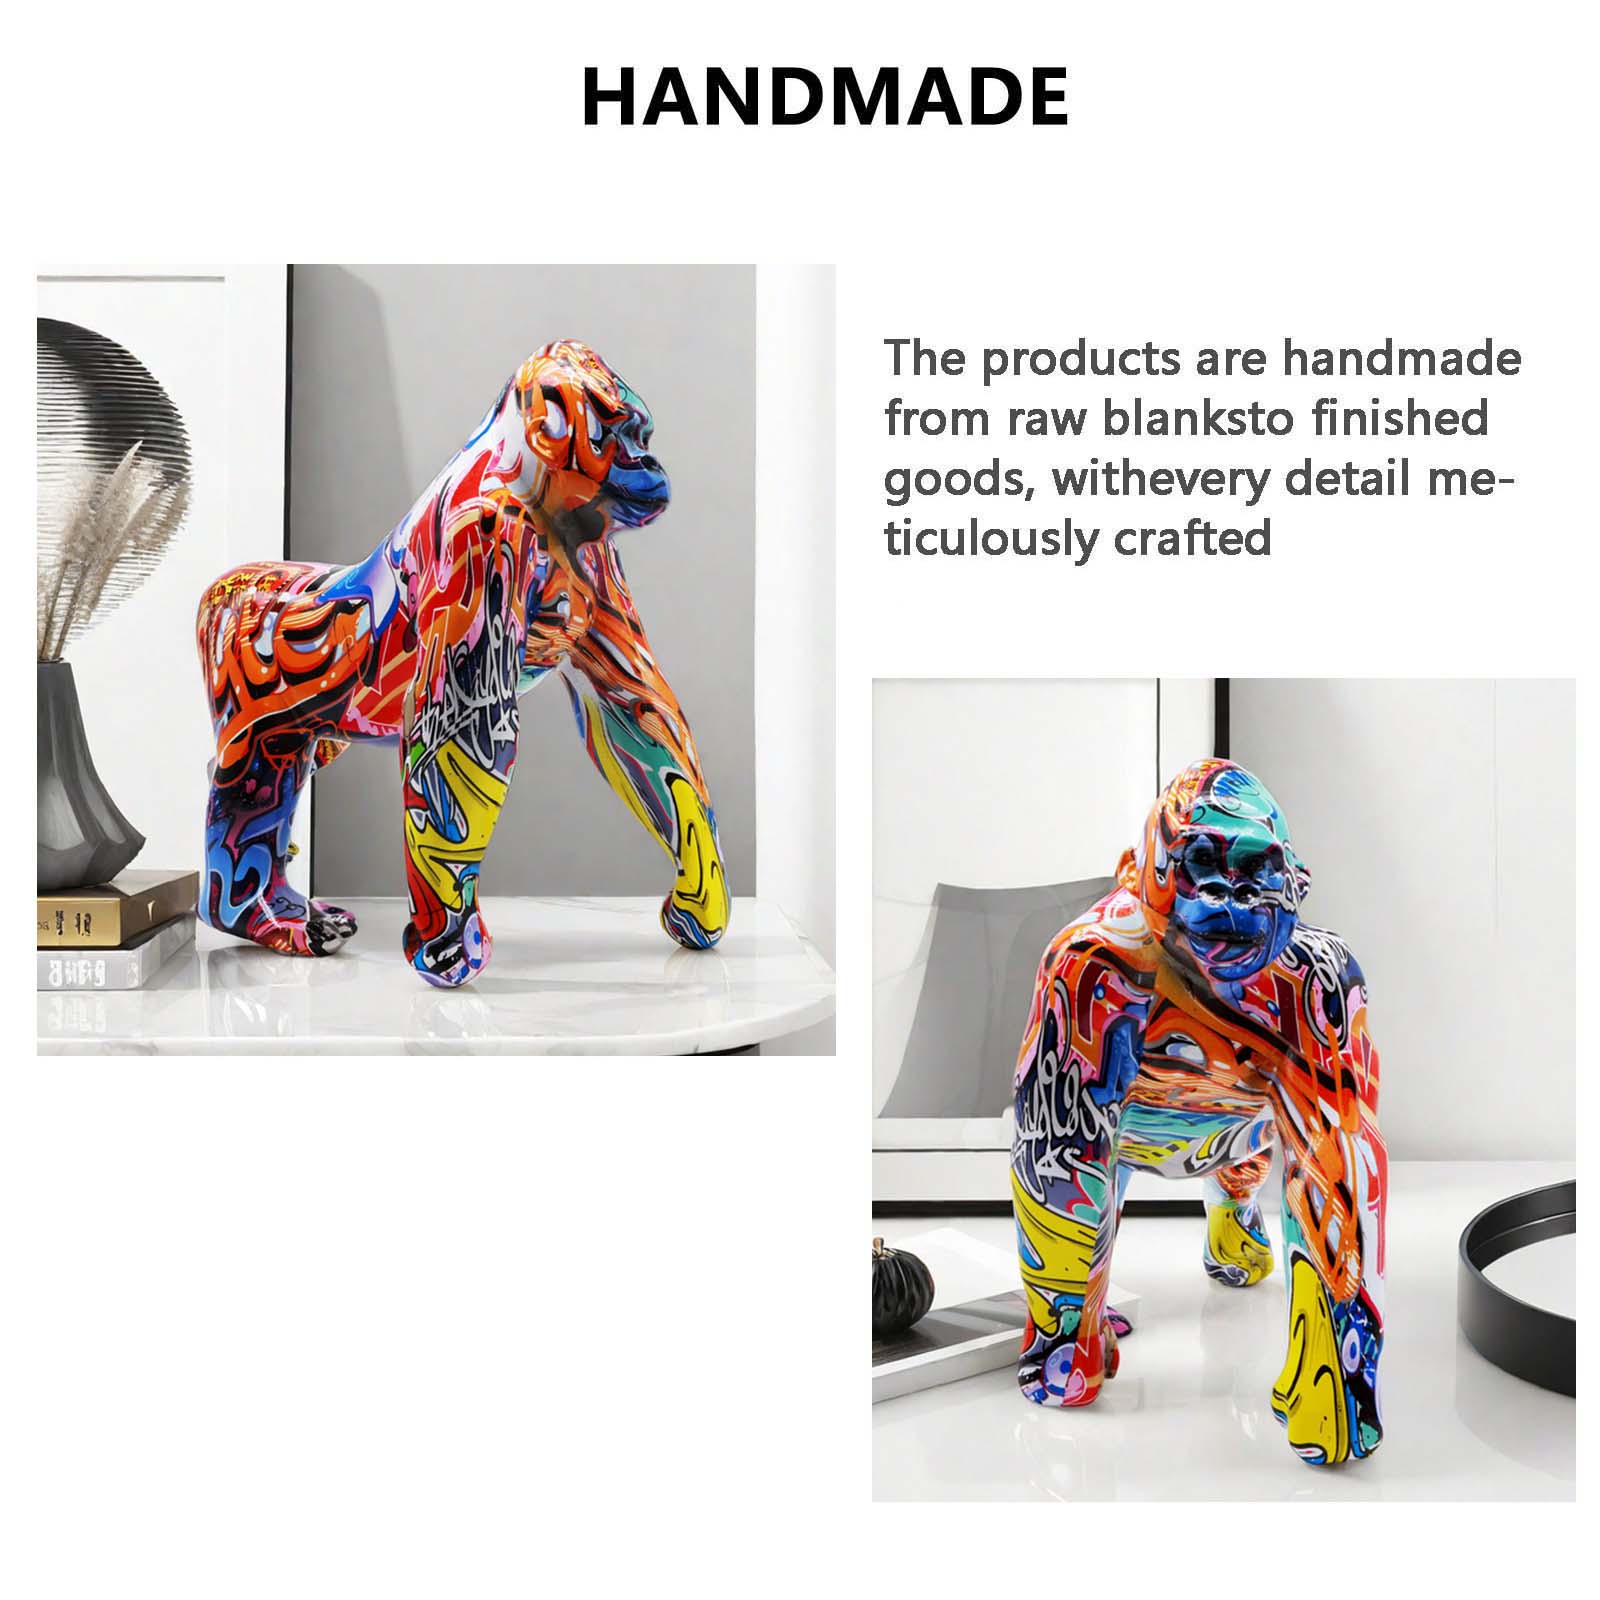 HANDMADE
The products are handmade
from raw blanksto finished
goods, withevery detail me-
ticulously crafted